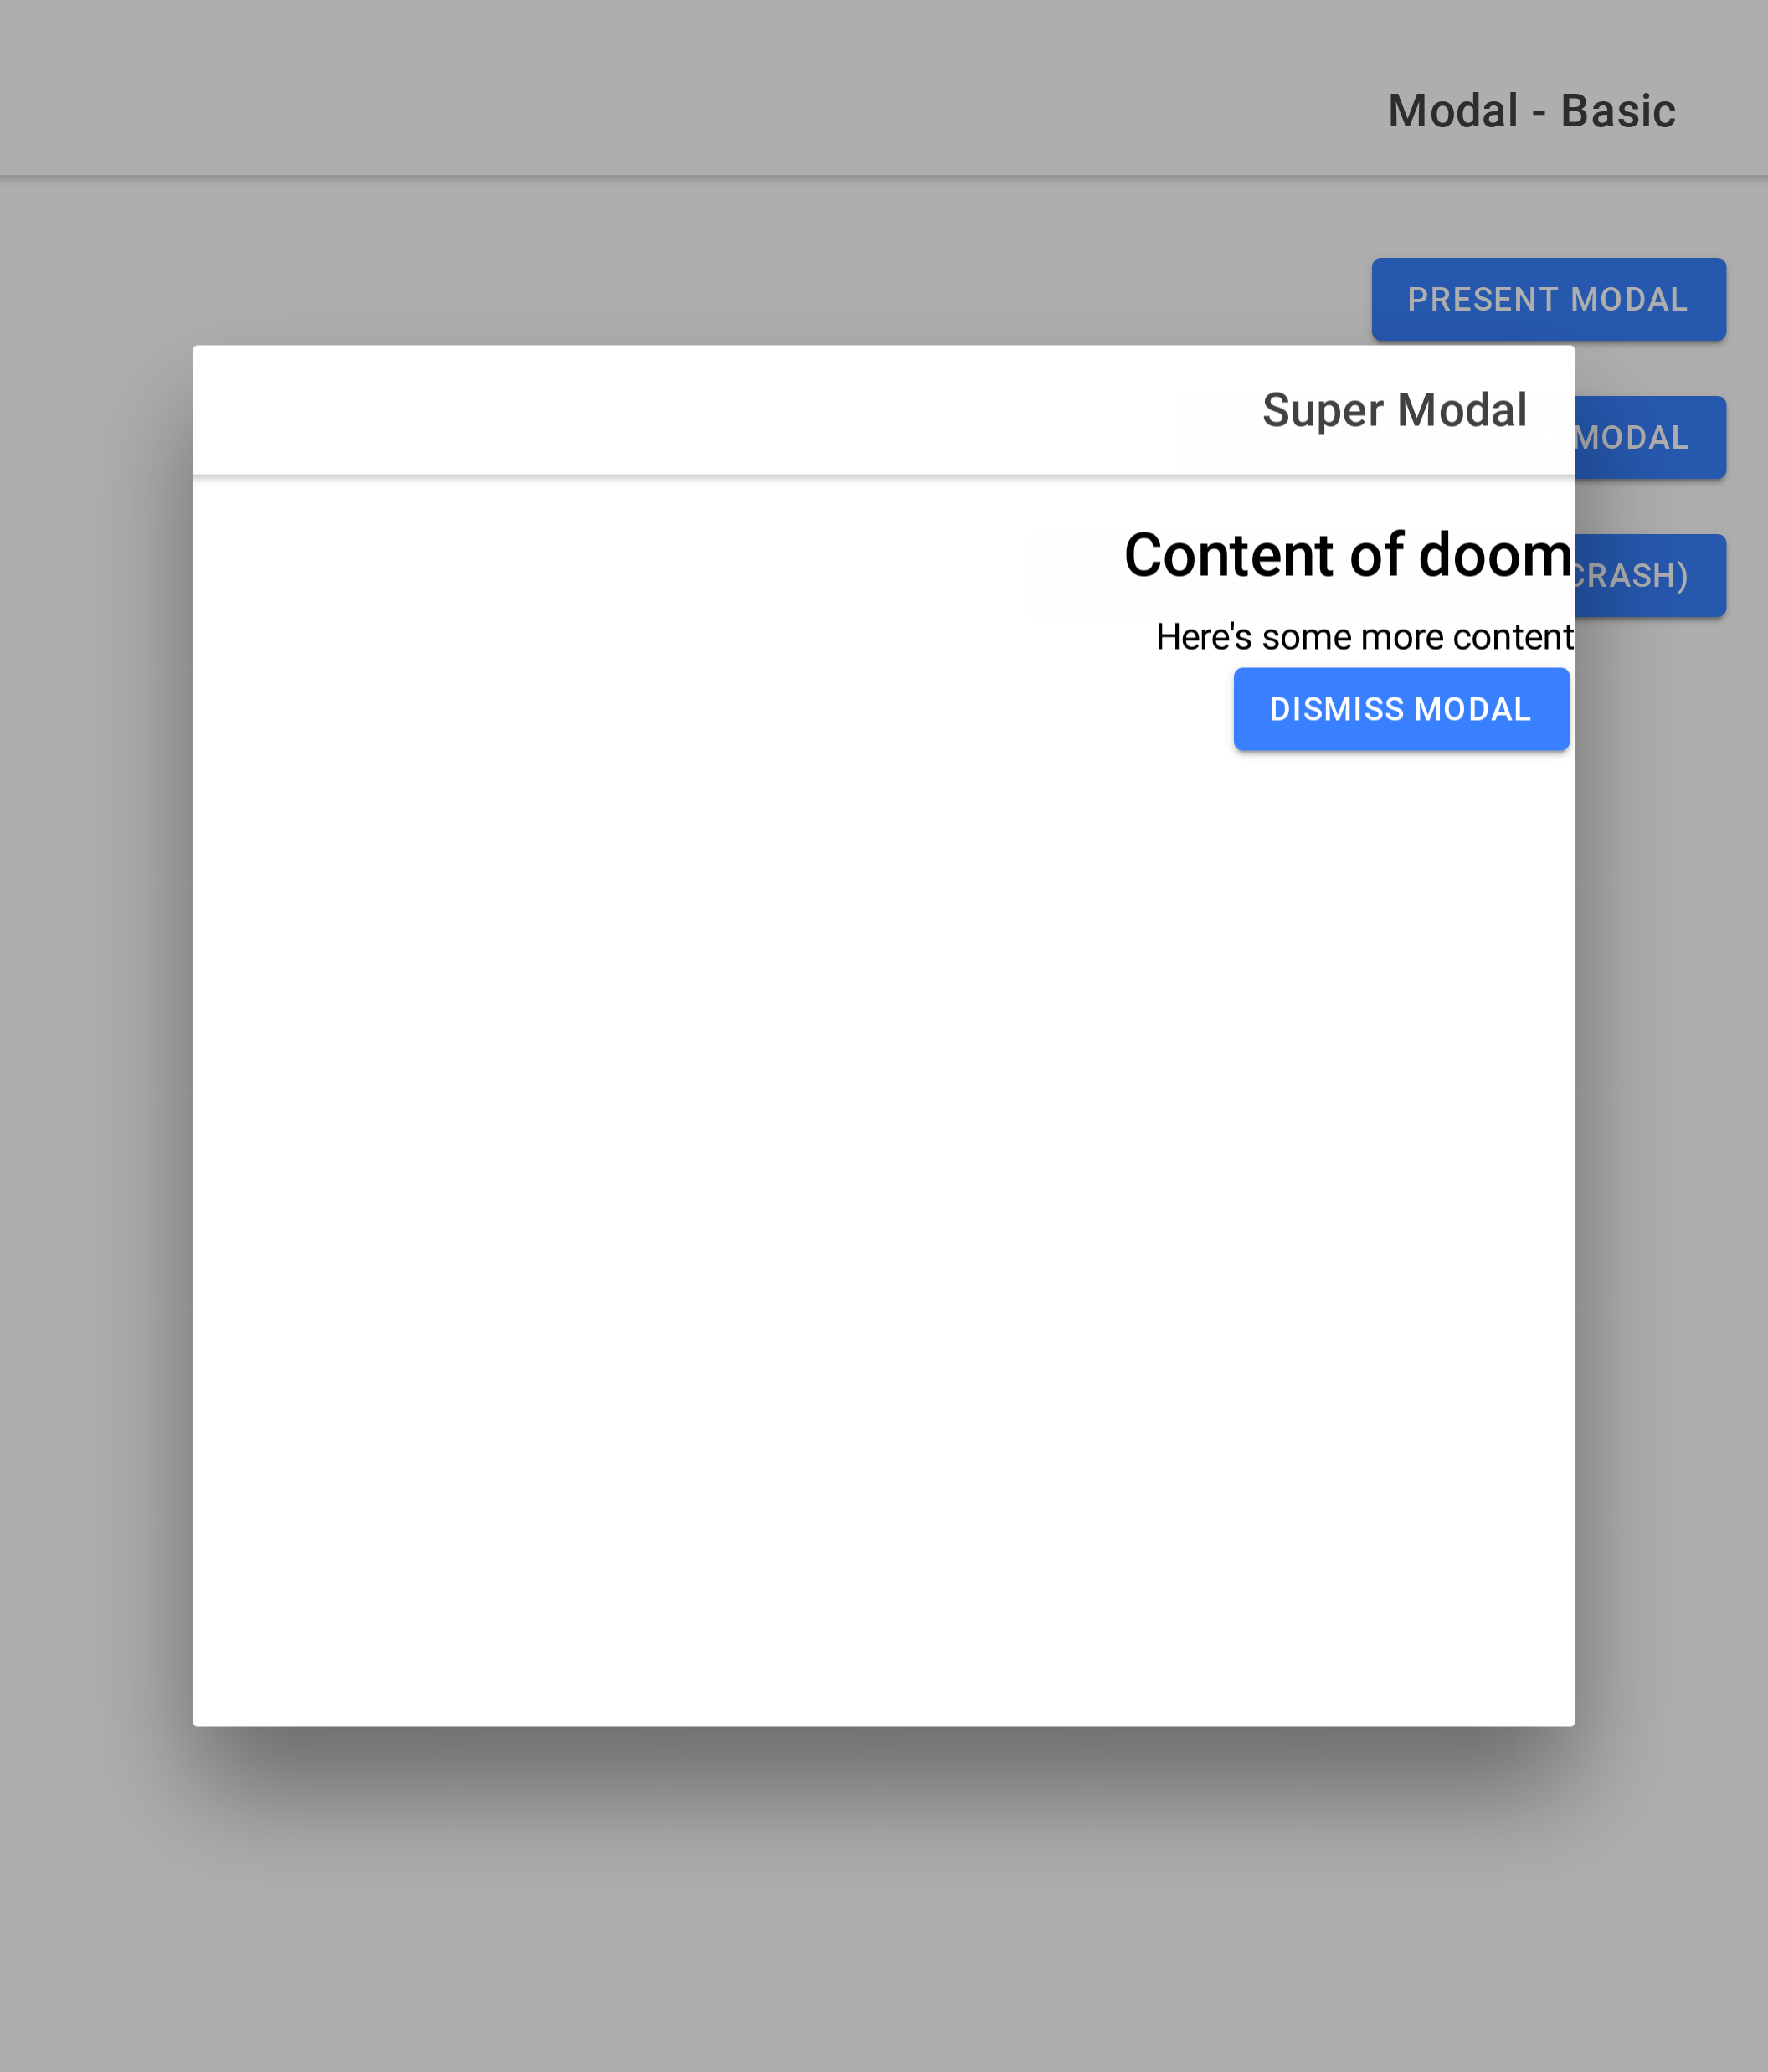 Modal - Basic
PRESENT MODAL
MODAL
CRASH)
Super Modal
Content of doom
Here's some more content
DISMISS MODAL